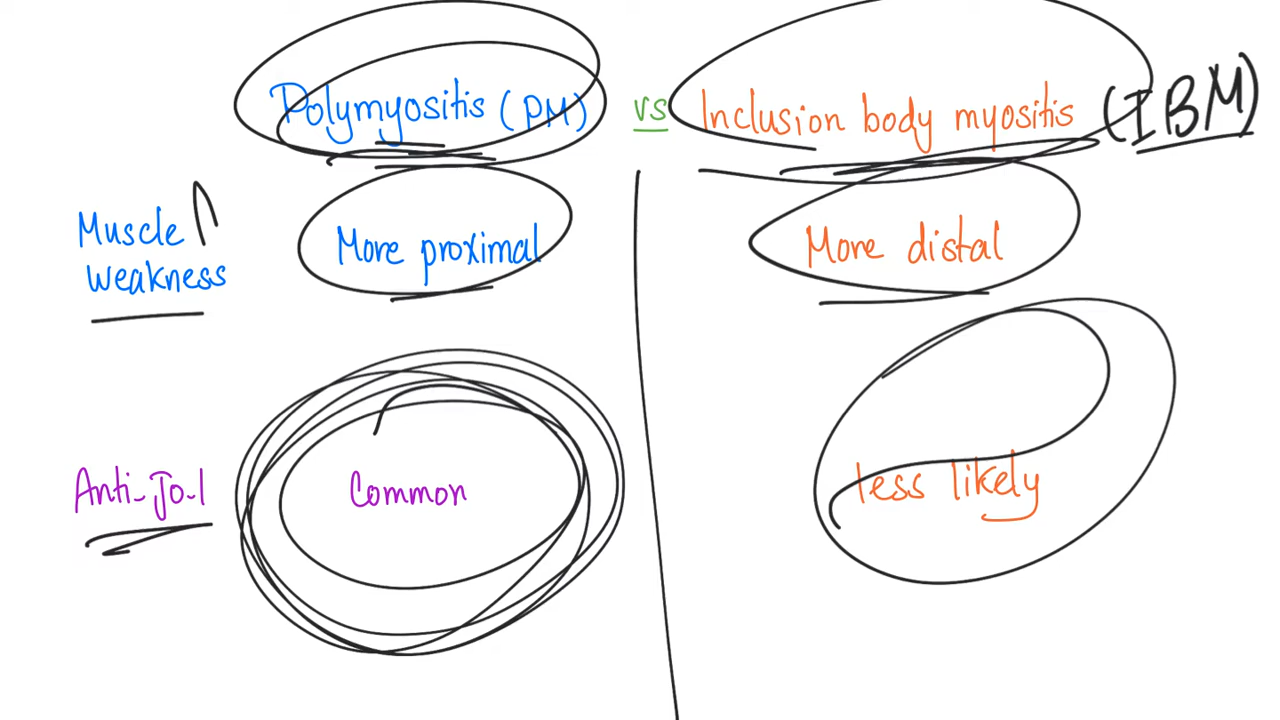 Polymyositis (PM) vs Inclusion body myositis (IBM)
Muscle weakness
More proximal
More distal
Anti-Jo-1
Common
less likely